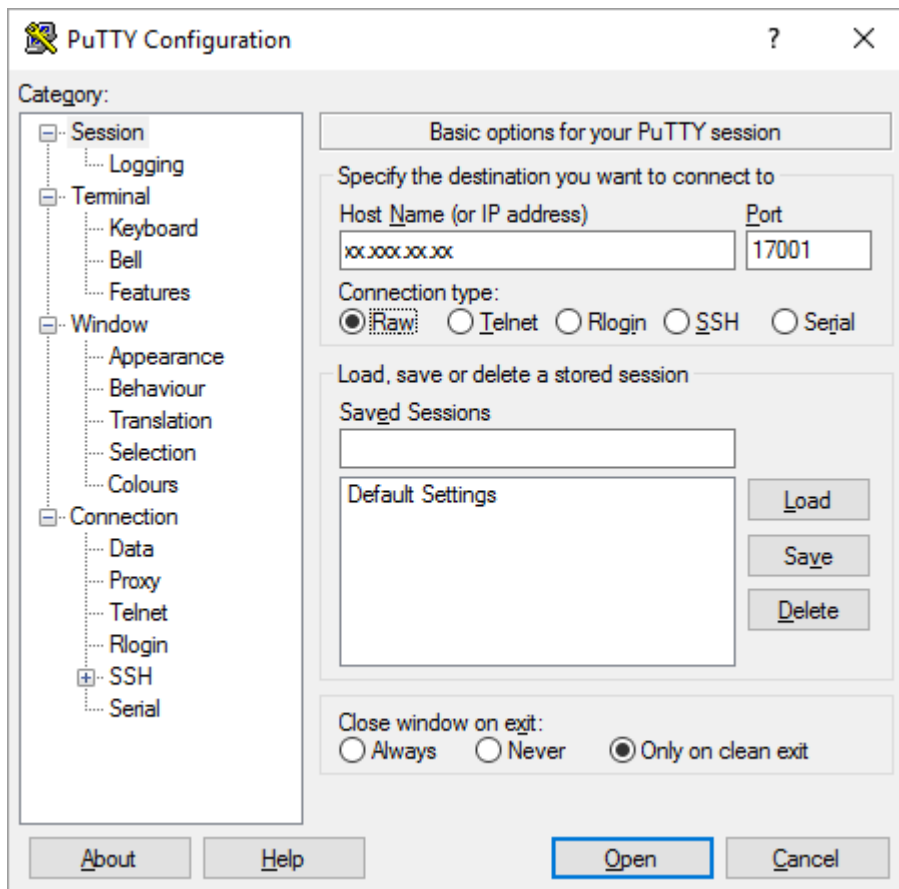 PuTTY Configuration
?
Category:
Session
Logging
Terminal
Keyboard
Bell
Features
Window
Appearance
Behaviour
Translation
Selection
Colours
Connection
Data
Proxy
Telnet
Rlogin
SSH
Serial
Basic options for your PuTTY session
Specify the destination you want to connect to
Host Name (or IP address) Port
xx.xxx.xx.xx 17001
Connection type:
Raw Telnet Rlogin SSH Serial
Load, save or delete a stored session
Saved Sessions
Default Settings
Load
Save
Delete
Close window on exit:
Always Never Only on clean exit
About Help Open Cancel